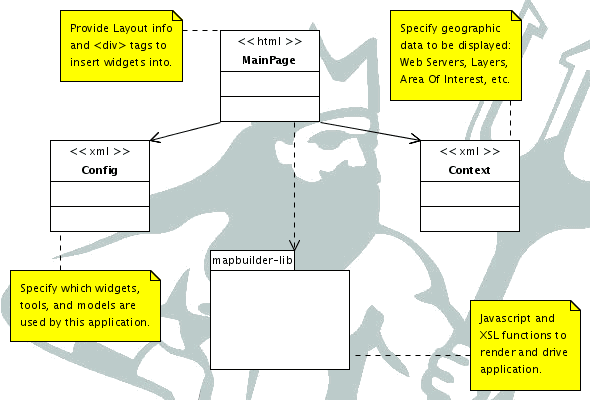 Provide Layout info
and <div> tags to
insert widgets into.
<< html >>
MainPage
Specify geographic
data to be displayed:
Web Servers, Layers,
Area Of Interest, etc.
<< xml >>
Config
<< xml >>
Context
mapbuilder-lib
Specify which widgets,
tools, and models are
used by this application.
Javascript and
XSL functions to
render and drive
application.